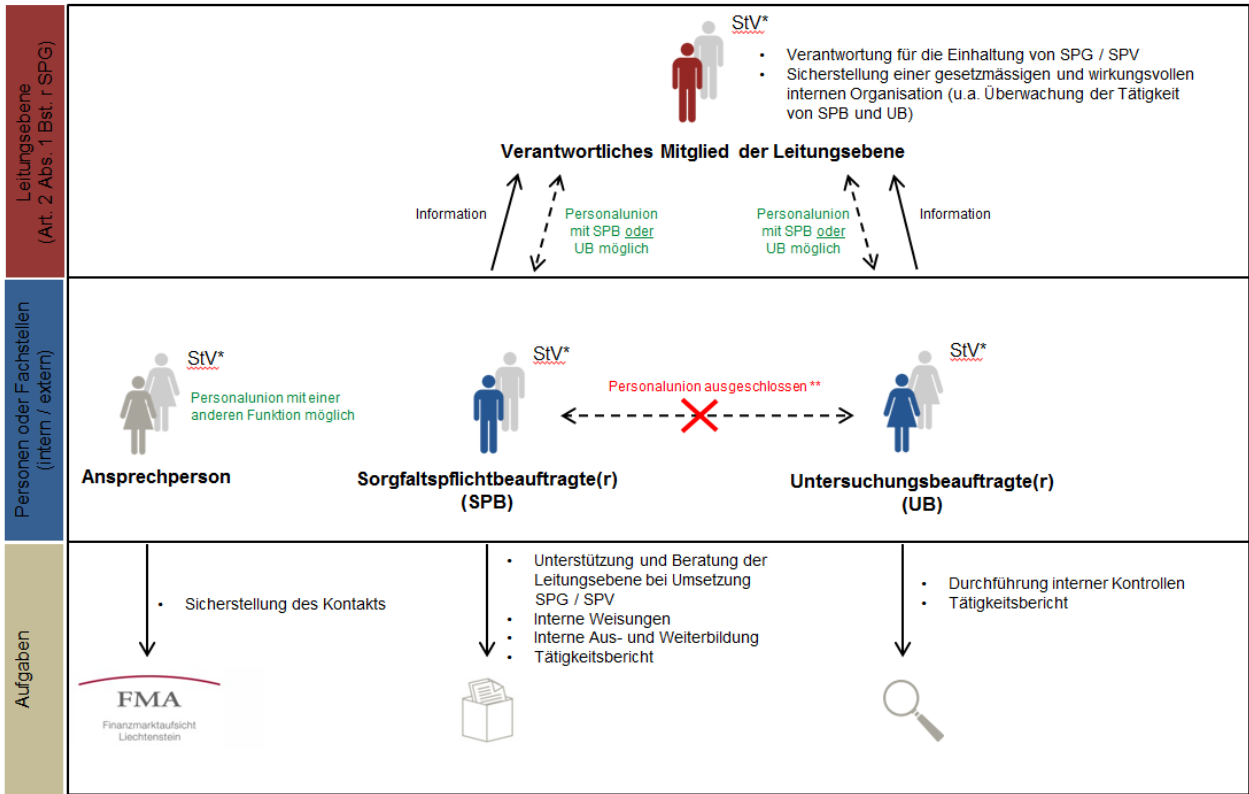 Leitungsebene
(Art. 2 Abs. 1 Bst. r SPG)
StV*
• Verantwortung für die Einhaltung von SPG / SPV
• Sicherstellung einer gesetzmässigen und wirkungsvollen
internen Organisation (u.a. Überwachung der Tätigkeit
von SPB und UB)
Verantwortliches Mitglied der Leitungsebene
Information
Personalunion
mit SPB oder
UB möglich
Personalunion
mit SPB oder
UB möglich
Information
Personen oder Fachstellen
(intern / extern)
StV*
Personalunion mit einer
anderen Funktion möglich
Ansprechperson
StV*
Sorgfaltspflichtbeauftragte(r)
(SPB)
Personalunion ausgeschlossen **
StV*
Untersuchungsbeauftragte(r)
(UB)
Aufgaben
• Sicherstellung des Kontakts
FMA
Finanzmarktaufsicht
Liechtenstein
• Unterstützung und Beratung der
Leitungsebene bei Umsetzung
SPG / SPV
• Interne Weisungen
• Interne Aus- und Weiterbildung
• Tätigkeitsbericht
• Durchführung interner Kontrollen
• Tätigkeitsbericht